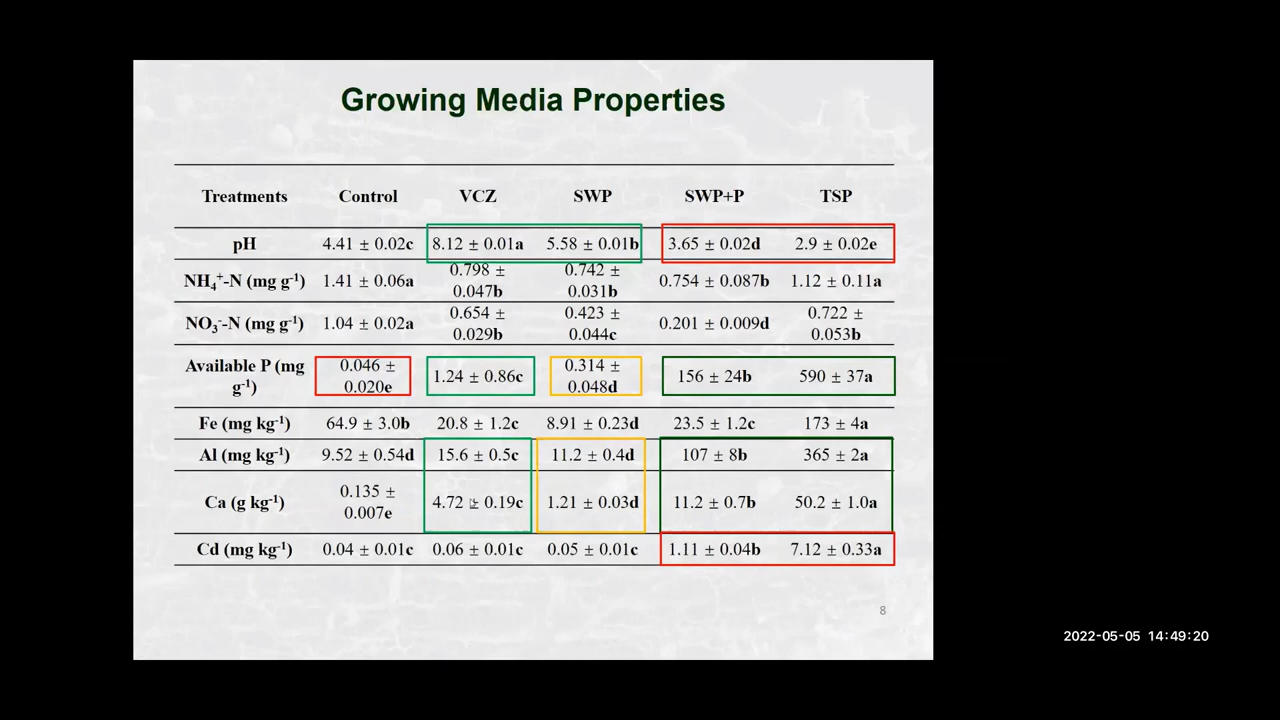 Growing Media Properties
Treatments Control VCZ SWP SWP+P TSP
pH 4.41 ± 0.02c 8.12 ± 0.01a 5.58 ± 0.01b 3.65 ± 0.02d 2.9 ± 0.02e
NH₄⁺-N (mg g⁻¹) 1.41 ± 0.06a 0.798 ± 0.047b 0.742 ± 0.031b 0.754 ± 0.087b 1.12 ± 0.11a
NO₃⁻-N (mg g⁻¹) 1.04 ± 0.02a 0.654 ± 0.029b 0.423 ± 0.044c 0.201 ± 0.009d 0.722 ± 0.053b
Available P (mg g⁻¹) 0.046 ± 0.020e 1.24 ± 0.86c 0.314 ± 0.048d 156 ± 24b 590 ± 37a
Fe (mg kg⁻¹) 64.9 ± 3.0b 20.8 ± 1.2c 8.91 ± 0.23d 23.5 ± 1.2c 173 ± 4a
Al (mg kg⁻¹) 9.52 ± 0.54d 15.6 ± 0.5c 11.2 ± 0.4d 107 ± 8b 365 ± 2a
Ca (g kg⁻¹) 0.135 ± 0.007e 4.72 ± 0.19c 1.21 ± 0.03d 11.2 ± 0.7b 50.2 ± 1.0a
Cd (mg kg⁻¹) 0.04 ± 0.01c 0.06 ± 0.01c 0.05 ± 0.01c 1.11 ± 0.04b 7.12 ± 0.33a
8
2022-05-05 14:49:20